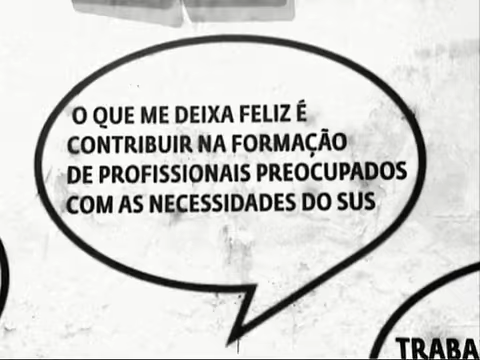 O QUE ME DEIXA FELIZ É
CONTRIBUIR NA FORMAÇÃO
DE PROFISSIONAIS PREOCUPADOS
COM AS NECESSIDADES DO SUS
TRABA